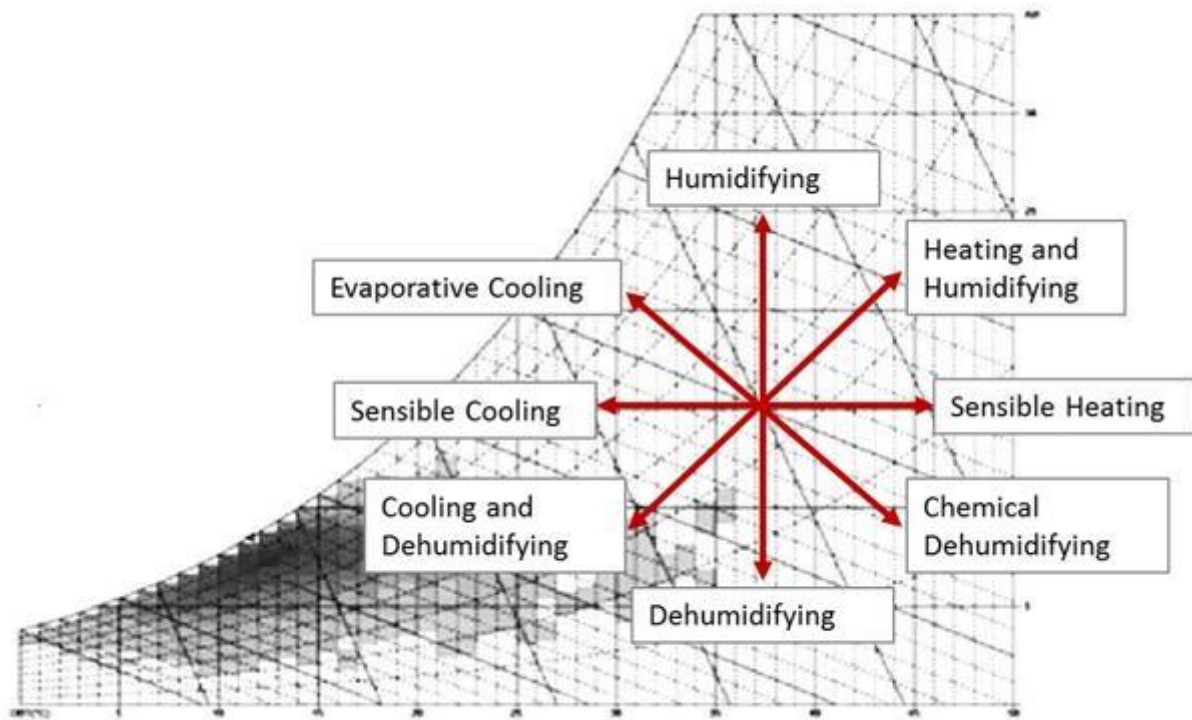 Humidifying
Heating and
Humidifying
Evaporative Cooling
Sensible Cooling
Sensible Heating
Cooling and
Dehumidifying
Chemical
Dehumidifying
Dehumidifying